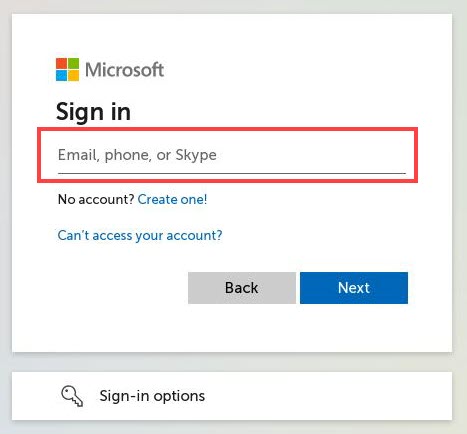 Microsoft
Sign in
Email, phone, or Skype
No account? Create one!
Can't access your account?
Back
Next
Sign-in options